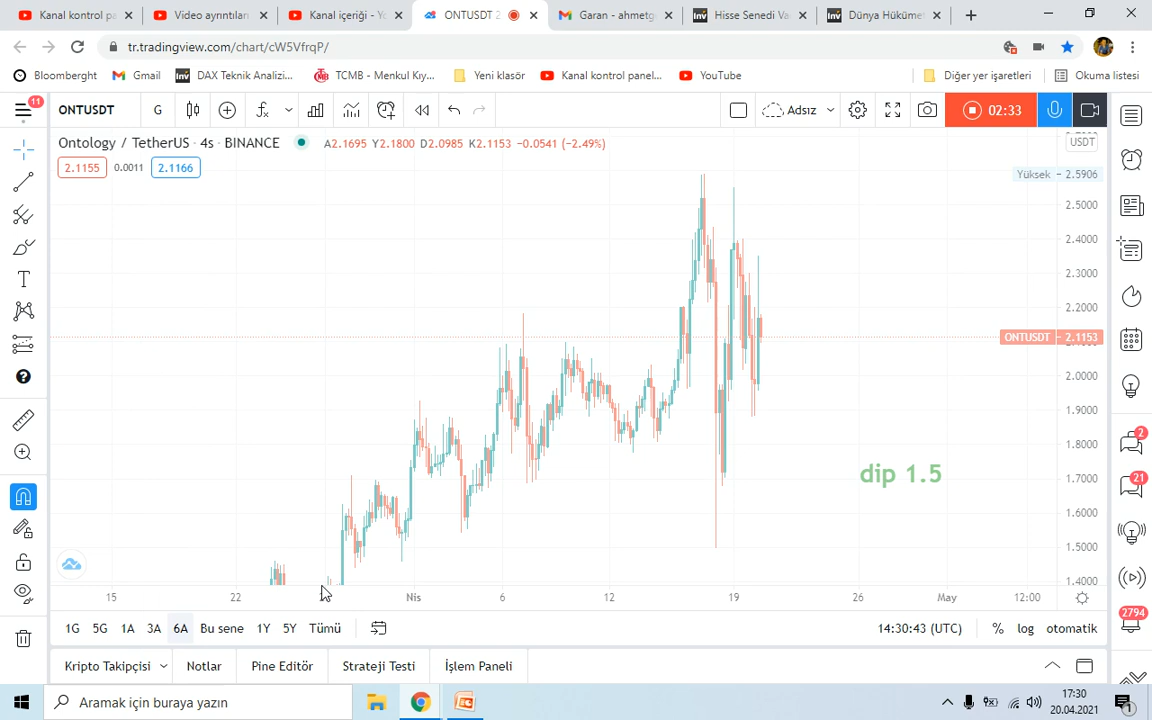 Kanal kontrol pa
Video ayrıntıları
Kanal içeriği - Yo
ONTUSDT 2
Garan - ahmetg
Hisse Senedi Va
Dünya Hüküme
tr.tradingview.com/chart/cW5VfrqP/
Bloomberght
Gmail
DAX Teknik Analizi...
TCMB - Menkul Kıy...
Yeni klasör
Kanal kontrol panel...
YouTube
Diğer yer işaretleri
Okuma listesi
11
ONTUSDT
G
Adsız
02:33
Ontology / TetherUS · 4s · BINANCE
A2.1695 Y2.1800 D2.0985 K2.1153 −0.0541 (−2.49%)
USDT
2.1155
0.0011
2.1166
Yüksek 2.5906
2.5000
2.4000
2.3000
2.2000
ONTUSDT 2.1153
2.0000
1.9000
1.8000
1.7000
1.6000
1.5000
1.4000
dip 1.5
2
21
2794
15
22
Nis
6
12
19
26
May
12:00
1G
5G
1A
3A
6A
Bu sene
1Y
5Y
Tümü
14:30:43 (UTC)
%
log
otomatik
Kripto Takipçisi
Notlar
Pine Editör
Strateji Testi
İşlem Paneli
Aramak için buraya yazın
17:30
20.04.2021
1